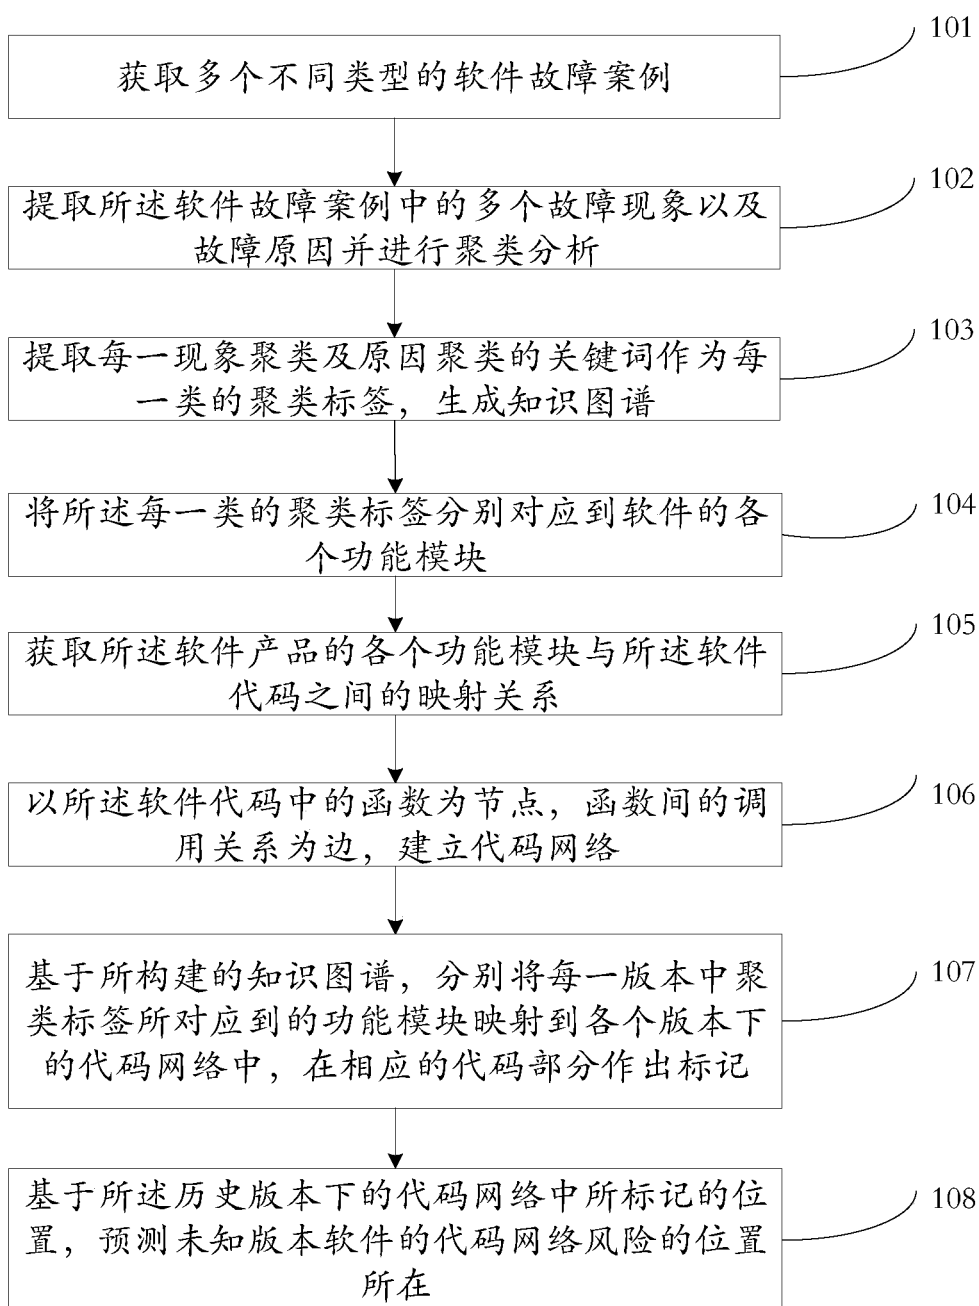 101
获取多个不同类型的软件故障案例
102
提取所述软件故障案例中的多个故障现象以及
故障原因并进行聚类分析
103
提取每一现象聚类及原因聚类的关键词作为每
一类的聚类标签，生成知识图谱
104
将所述每一类的聚类标签分别对应到软件的各
个功能模块
105
获取所述软件产品的各个功能模块与所述软件
代码之间的映射关系
106
以所述软件代码中的函数为节点，函数间的调
用关系为边，建立代码网络
107
基于所构建的知识图谱，分别将每一版本中聚
类标签所对应到的功能模块映射到各个版本下
的代码网络中，在相应的代码部分作出标记
108
基于所述历史版本下的代码网络中所标记的位
置，预测未知版本软件的代码网络风险的位置
所在